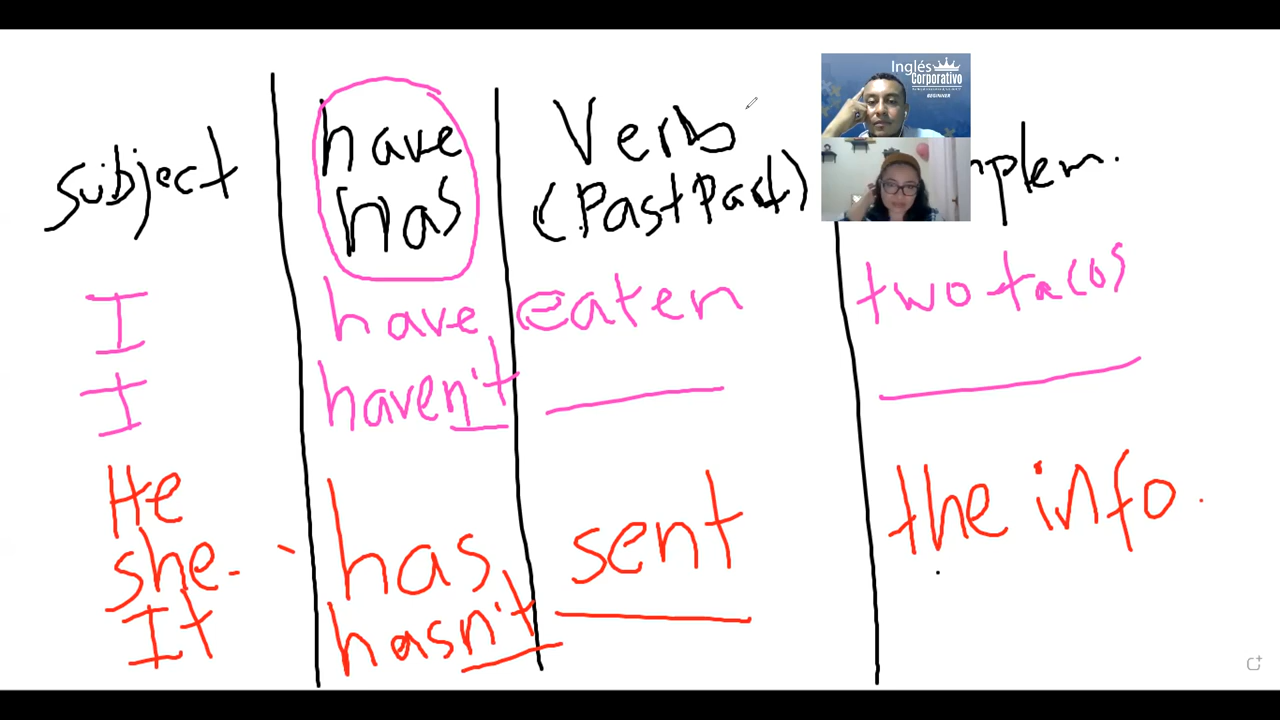 subject have has Verb (Past Part) mplem.
I have eaten two tacos
I haven't
He
she. has sent the info.
It hasn't
Inglés
Corporativo
BEGINNER